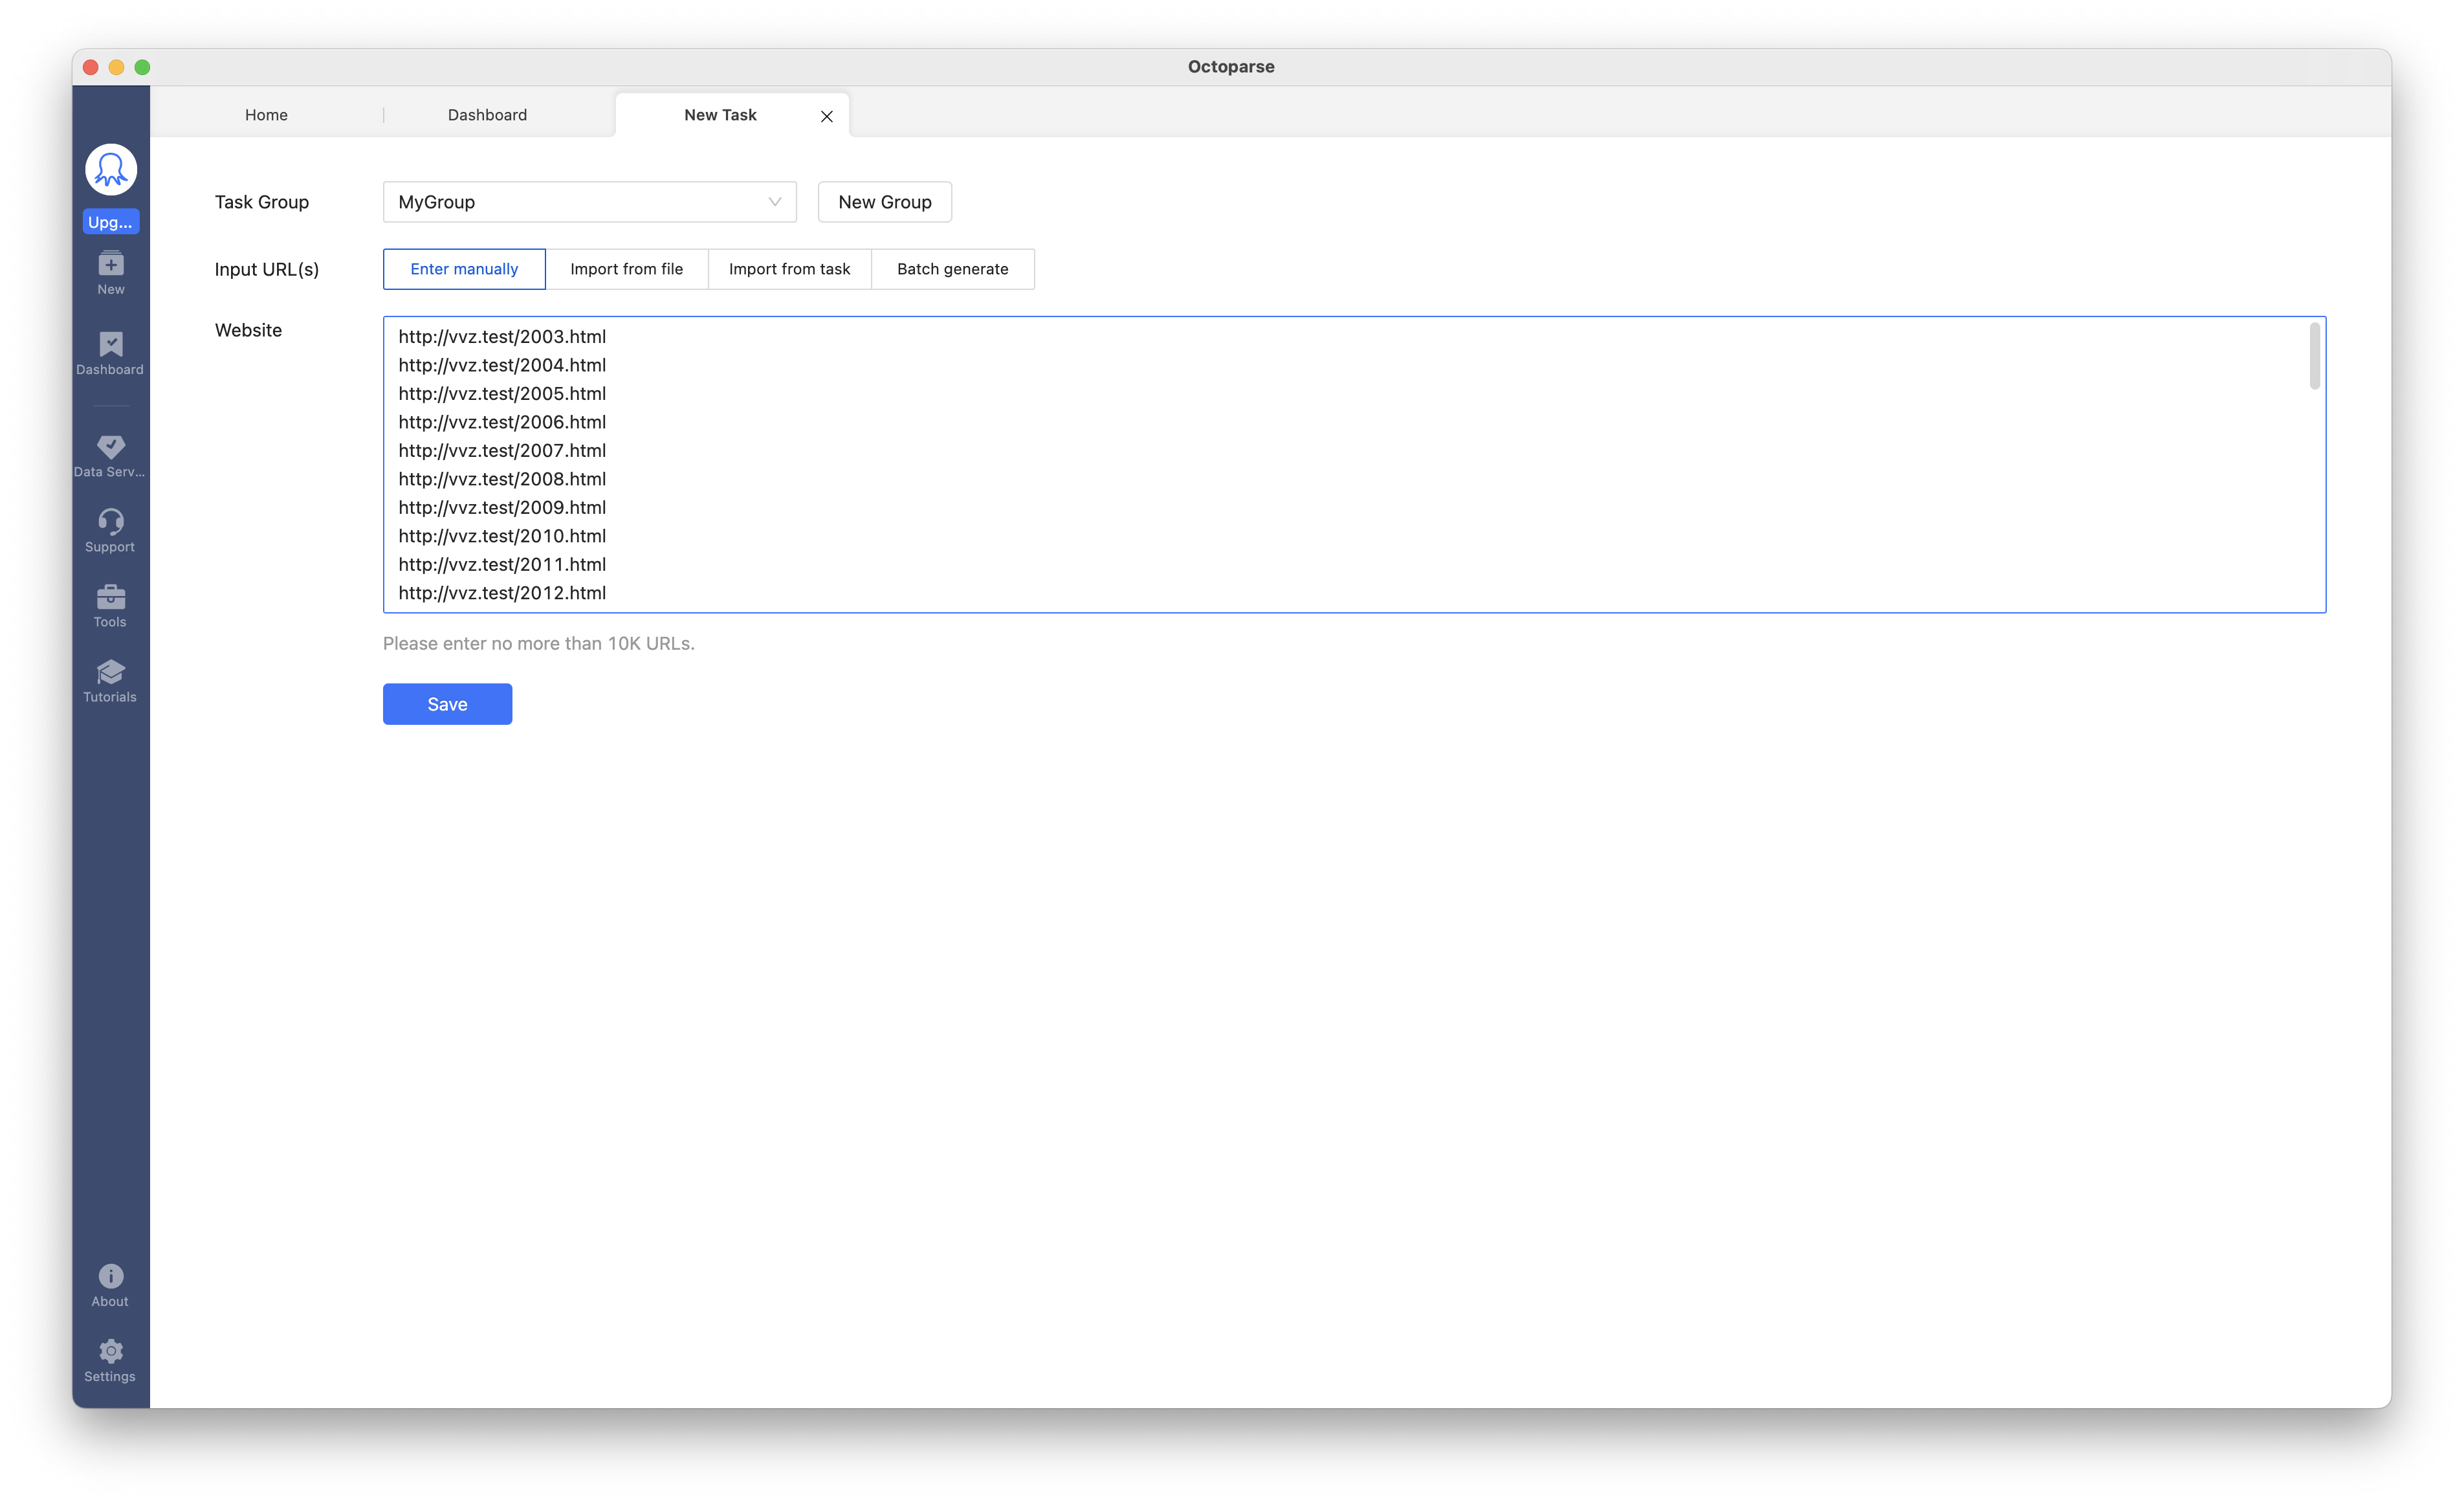 Octoparse
Home
Dashboard
New Task
Upg...
New
Dashboard
Data Serv...
Support
Tools
Tutorials
About
Settings
Task Group
MyGroup
New Group
Input URL(s)
Enter manually
Import from file
Import from task
Batch generate
Website
http://vvz.test/2003.html
http://vvz.test/2004.html
http://vvz.test/2005.html
http://vvz.test/2006.html
http://vvz.test/2007.html
http://vvz.test/2008.html
http://vvz.test/2009.html
http://vvz.test/2010.html
http://vvz.test/2011.html
http://vvz.test/2012.html
Please enter no more than 10K URLs.
Save